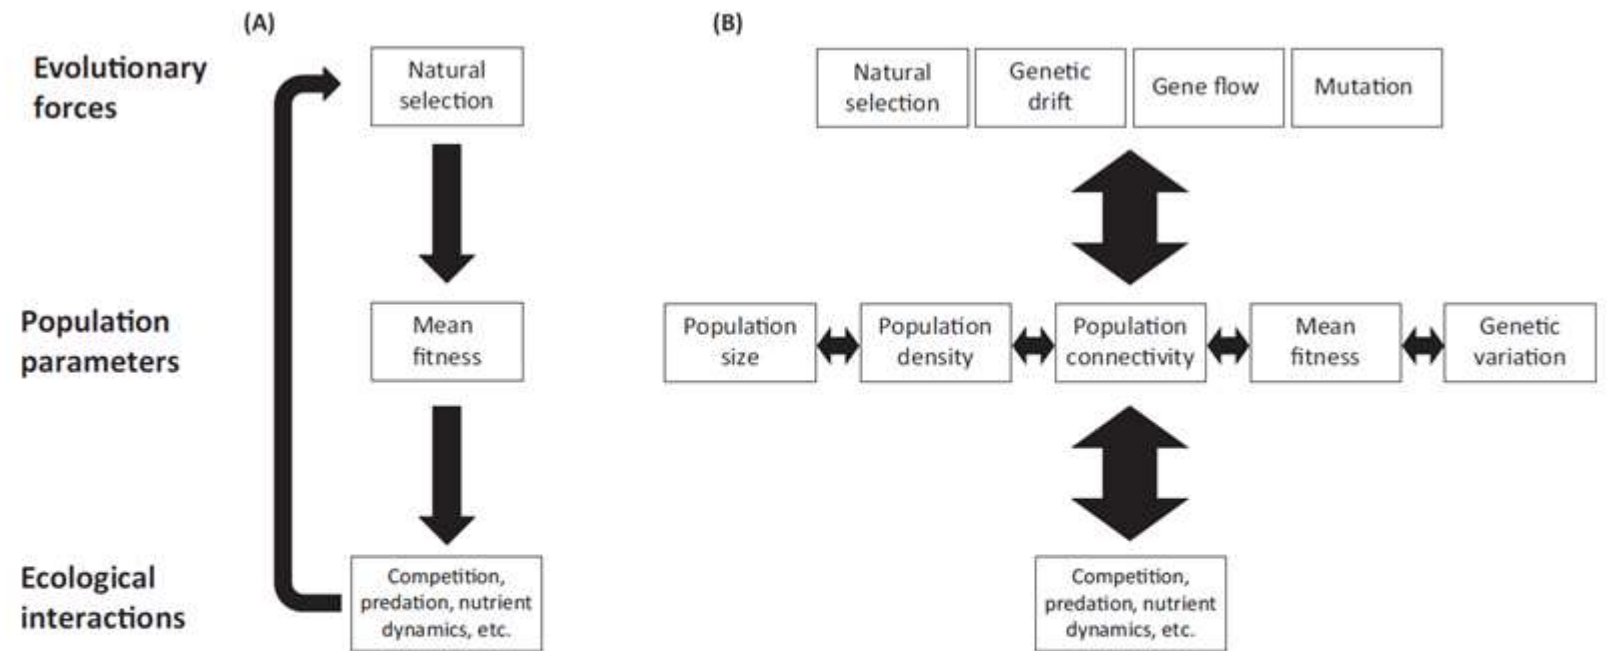 (A)
(B)
Evolutionary
forces
Natural
selection
Natural
selection
Genetic
drift
Gene flow
Mutation
Population
parameters
Mean
fitness
Population
size
Population
density
Population
connectivity
Mean
fitness
Genetic
variation
Ecological
interactions
Competition,
predation, nutrient
dynamics, etc.
Competition,
predation, nutrient
dynamics, etc.